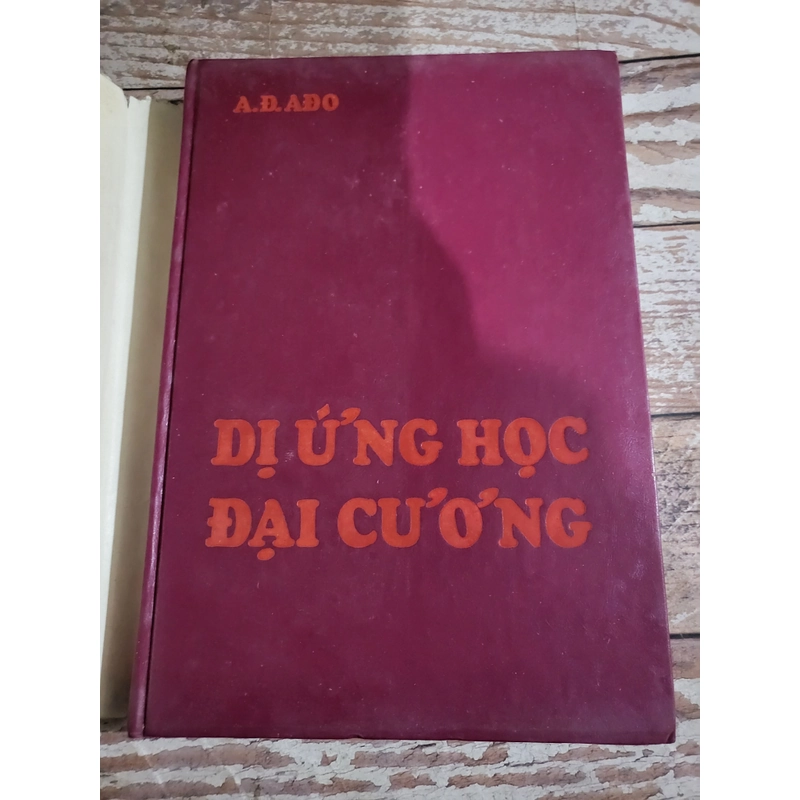 A.Đ.AĐO
DỊ ỨNG HỌC
ĐẠI CƯƠNG